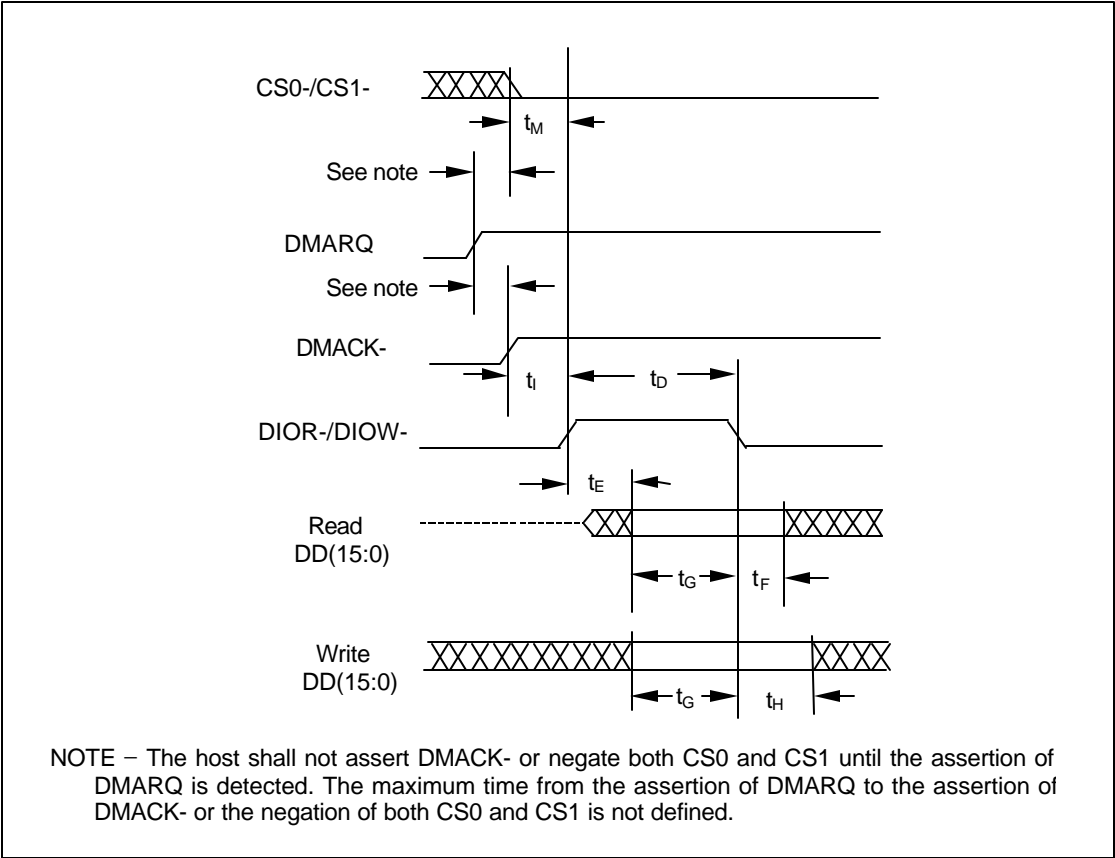 CS0-/CS1-
tM
See note
DMARQ
See note
DMACK-
tI
tD
DIOR-/DIOW-
tE
Read
DD(15:0)
tG
tF
Write
DD(15:0)
tG
tH
NOTE – The host shall not assert DMACK- or negate both CS0 and CS1 until the assertion of
DMARQ is detected. The maximum time from the assertion of DMARQ to the assertion of
DMACK- or the negation of both CS0 and CS1 is not defined.